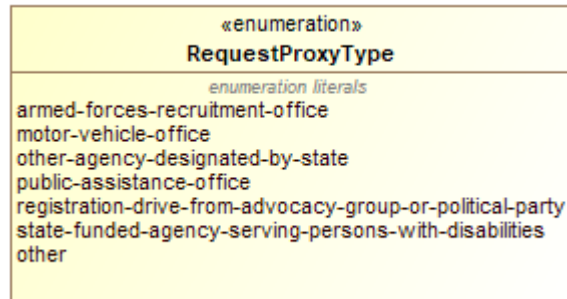 «enumeration»
RequestProxyType
enumeration literals
armed-forces-recruitment-office
motor-vehicle-office
other-agency-designated-by-state
public-assistance-office
registration-drive-from-advocacy-group-or-political-party
state-funded-agency-serving-persons-with-disabilities
other